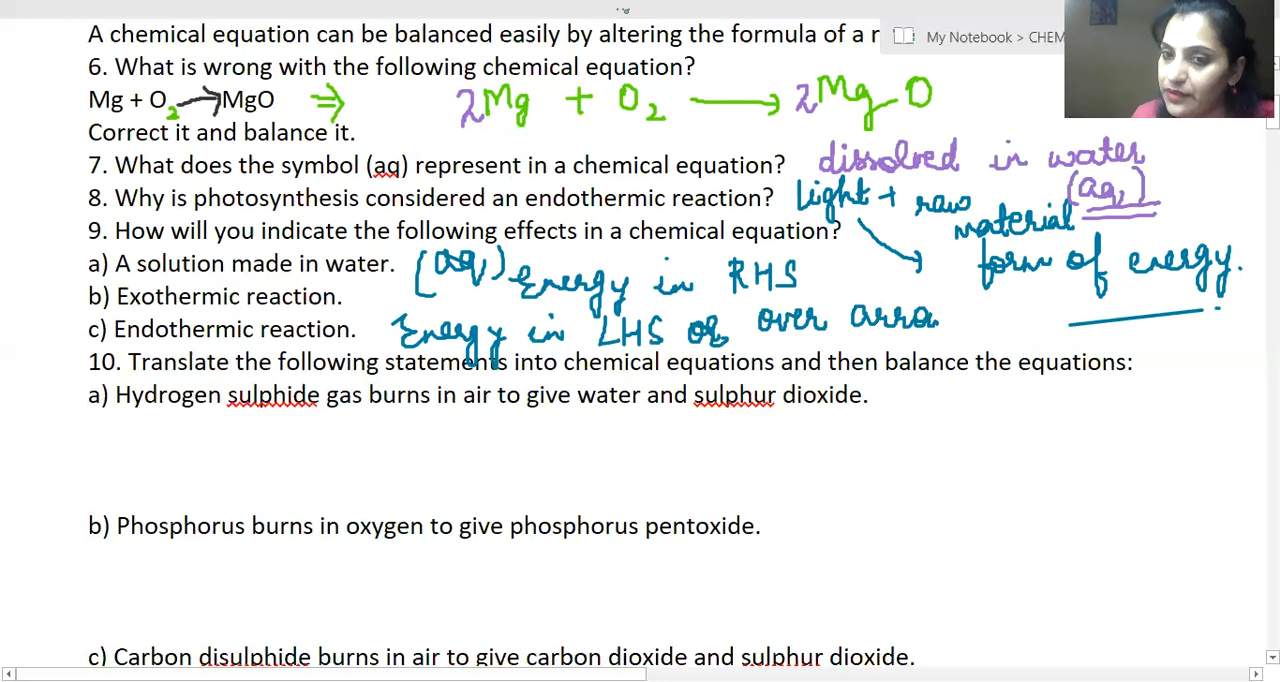 A chemical equation can be balanced easily by altering the formula of a r
My Notebook > CHEM
6. What is wrong with the following chemical equation?
Mg + O2 → MgO ⇒ 2Mg + O2 → 2MgO
Correct it and balance it.
7. What does the symbol (aq) represent in a chemical equation? dissolved in water (aq)
8. Why is photosynthesis considered an endothermic reaction? light + raw material → form of energy.
9. How will you indicate the following effects in a chemical equation?
a) A solution made in water. (aq)
b) Exothermic reaction. Energy in RHS
c) Endothermic reaction. Energy in LHS or over arro
10. Translate the following statements into chemical equations and then balance the equations:
a) Hydrogen sulphide gas burns in air to give water and sulphur dioxide.
b) Phosphorus burns in oxygen to give phosphorus pentoxide.
c) Carbon disulphide burns in air to give carbon dioxide and sulphur dioxide.